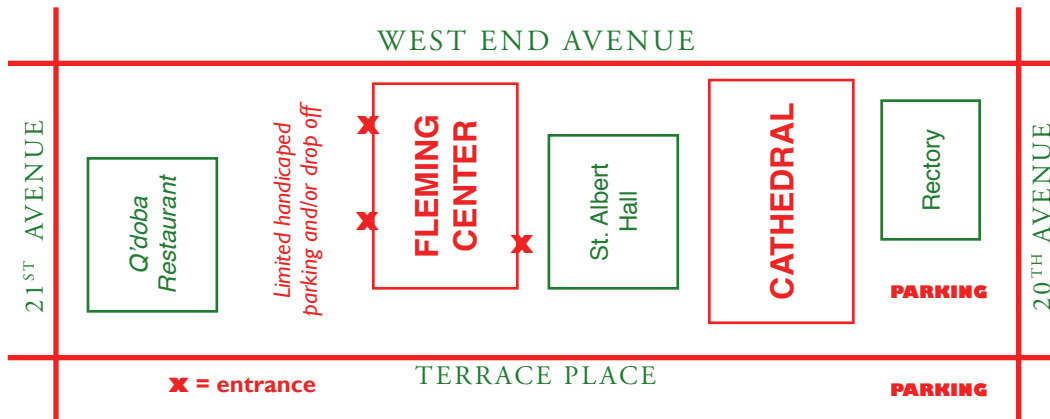 WEST END AVENUE
21ST AVENUE
Q'doba
Restaurant
Limited handicaped
parking and/or drop off
X
X
FLEMING
CENTER
X
St. Albert
Hall
CATHEDRAL
Rectory
PARKING
20TH AVENUE
X = entrance
TERRACE PLACE
PARKING